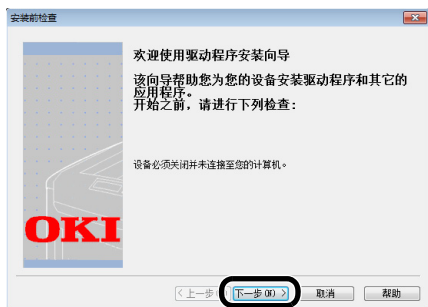 安装前检查
欢迎使用驱动程序安装向导
该向导帮助您为您的设备安装驱动程序和其它的
应用程序。
开始之前，请进行下列检查：
设备必须关闭并未连接至您的计算机。
OKI
<上一步 下一步(N) > 取消 帮助